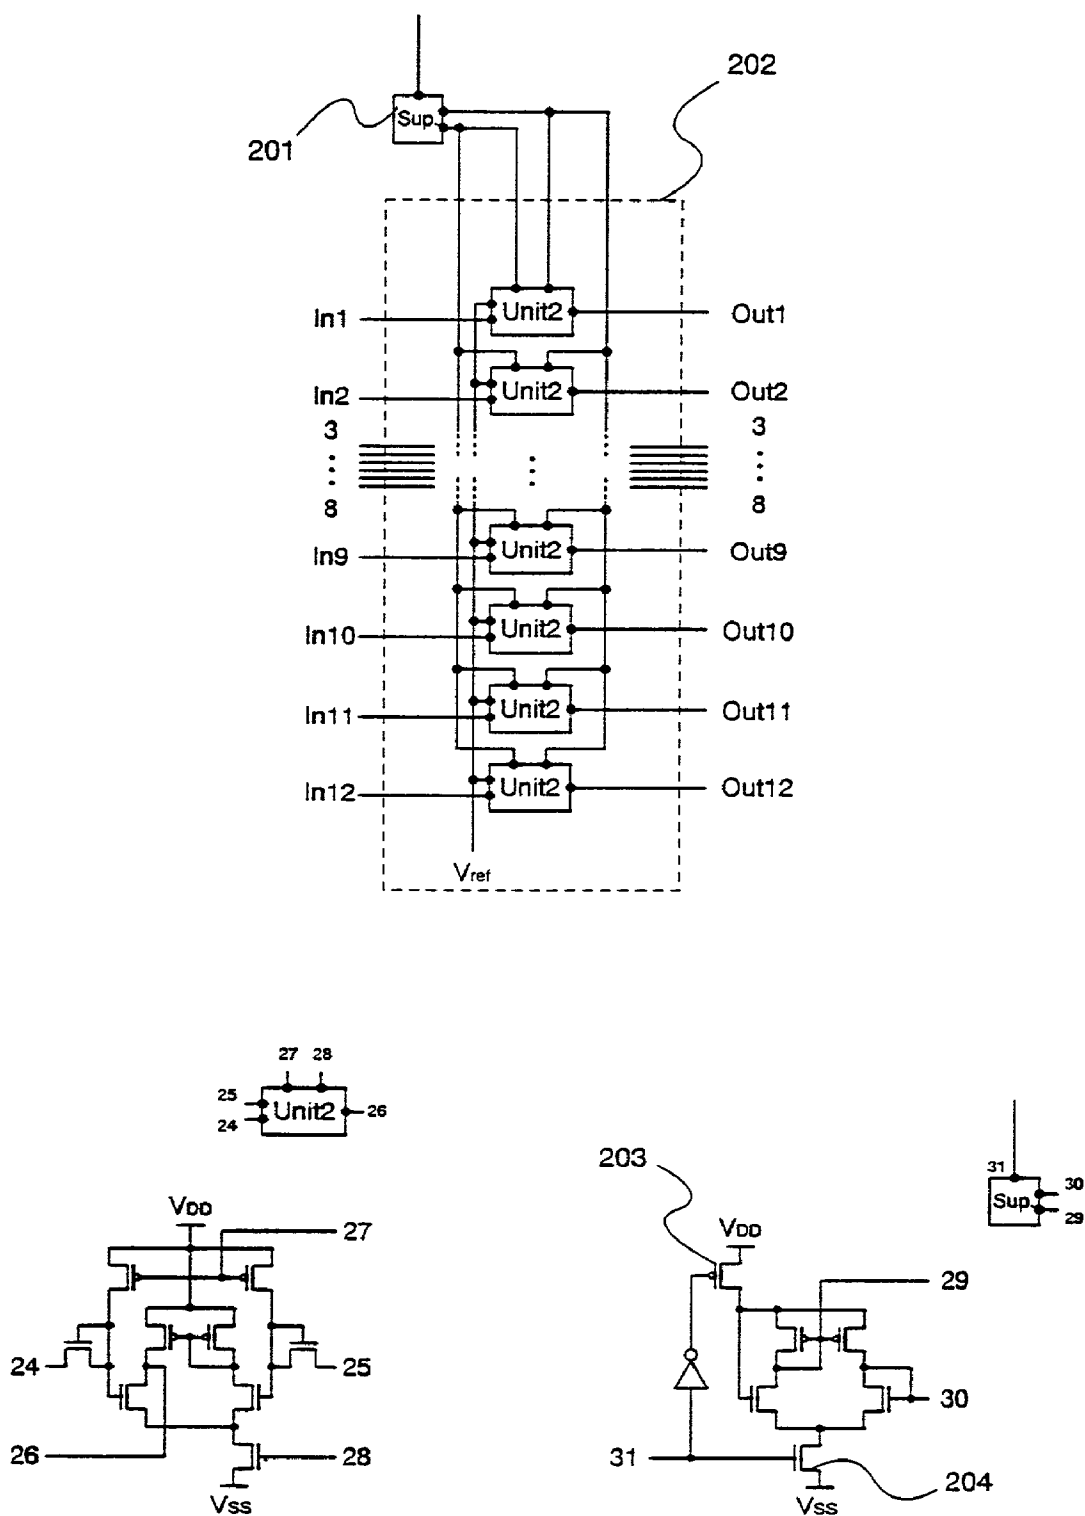 202
201
Sup.
In1 Unit2 Out1
In2 Unit2 Out2
3 3
8 8
In9 Unit2 Out9
In10 Unit2 Out10
In11 Unit2 Out11
In12 Unit2 Out12
Vref
27 28
25
24
Unit2
26
VDD
27
24
25
26
28
VSS
203
VDD
29
30
31
204
VSS
31
Sup.
30
29